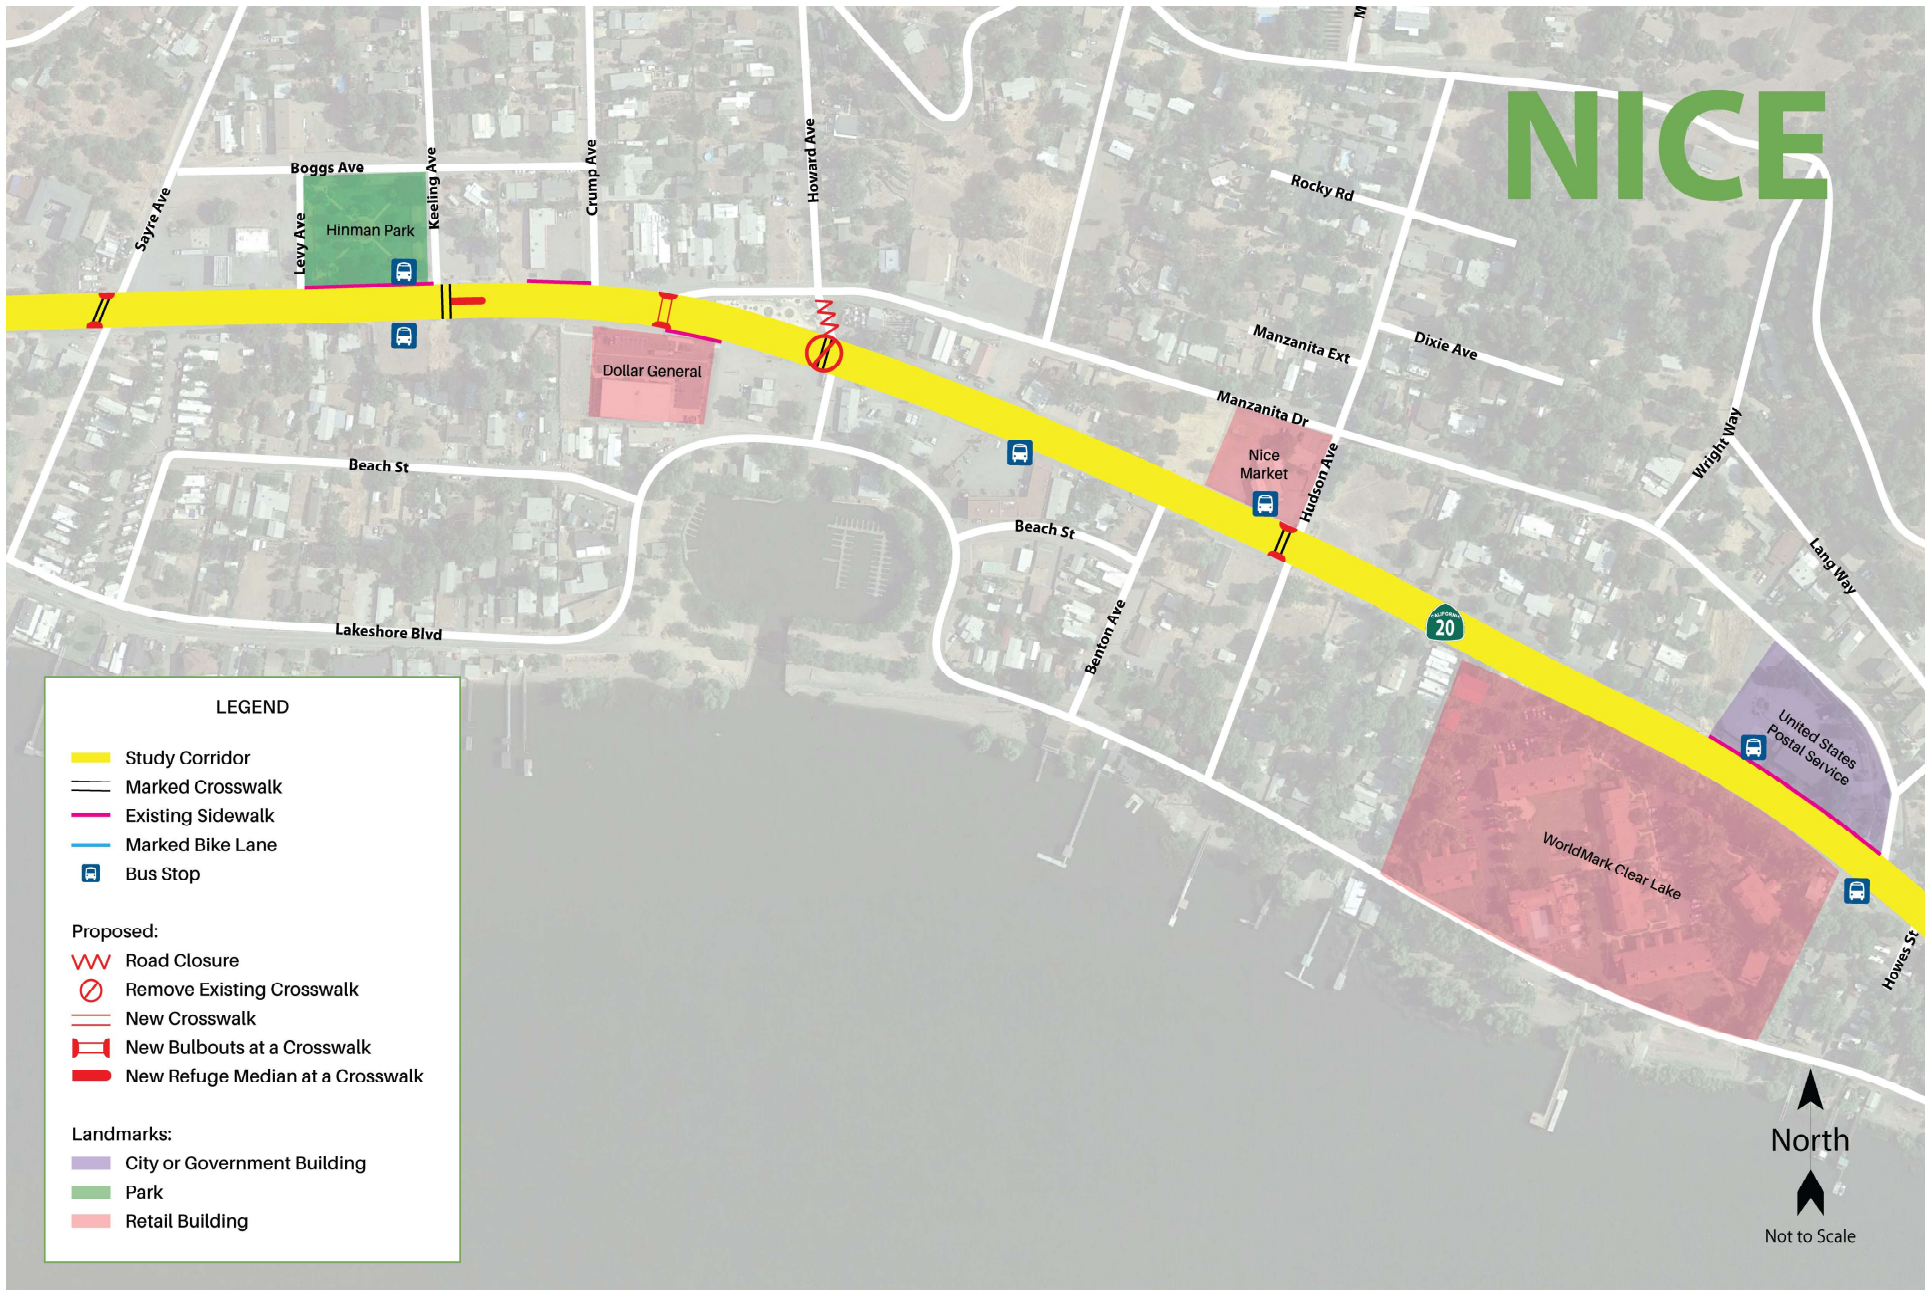 NICE
M
Boggs Ave
Sayre Ave
Levy Ave
Hinman Park
Keeling Ave
Crump Ave
Howard Ave
Rocky Rd
Manzanita Ext
Dixie Ave
Dollar General
Manzanita Dr
Nice
Market
Hudson Ave
Wright Way
Lang Way
Beach St
Beach St
Benton Ave
Lakeshore Blvd
CALIFORNIA
20
United States
Postal Service
WorldMark Clear Lake
Howes St
LEGEND
Study Corridor
Marked Crosswalk
Existing Sidewalk
Marked Bike Lane
Bus Stop
Proposed:
Road Closure
Remove Existing Crosswalk
New Crosswalk
New Bulbouts at a Crosswalk
New Refuge Median at a Crosswalk
Landmarks:
City or Government Building
Park
Retail Building
North
Not to Scale